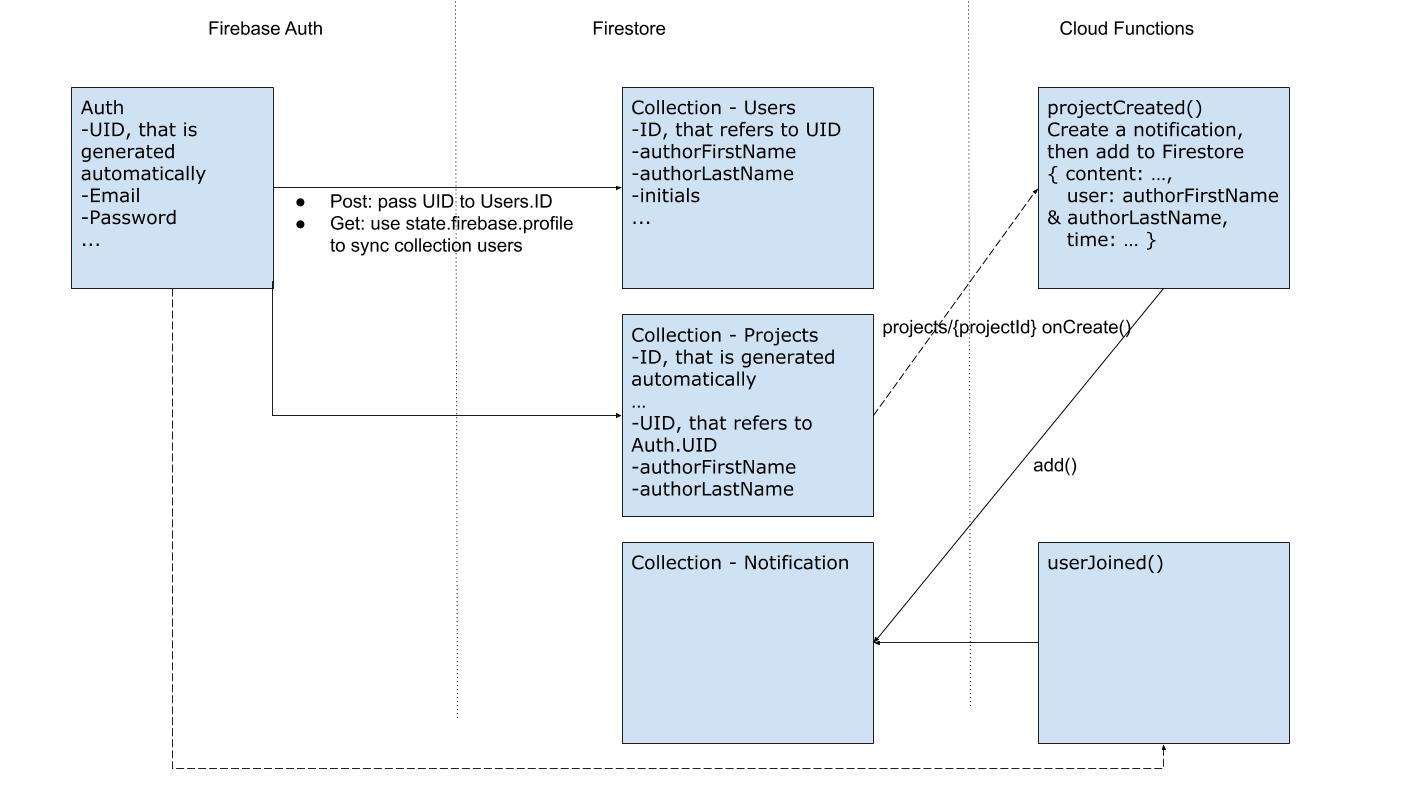 Firebase Auth
Firestore
Cloud Functions
Auth
-UID, that is
generated
automatically
-Email
-Password
...
● Post: pass UID to Users.ID
● Get: use state.firebase.profile
to sync collection users
Collection - Users
-ID, that refers to UID
-authorFirstName
-authorLastName
-initials
...
projectCreated()
Create a notification,
then add to Firestore
{ content: …,
user: authorFirstName
& authorLastName,
time: … }
Collection - Projects
-ID, that is generated
automatically
…
-UID, that refers to
Auth.UID
-authorFirstName
-authorLastName
projects/{projectId} onCreate()
add()
Collection - Notification
userJoined()